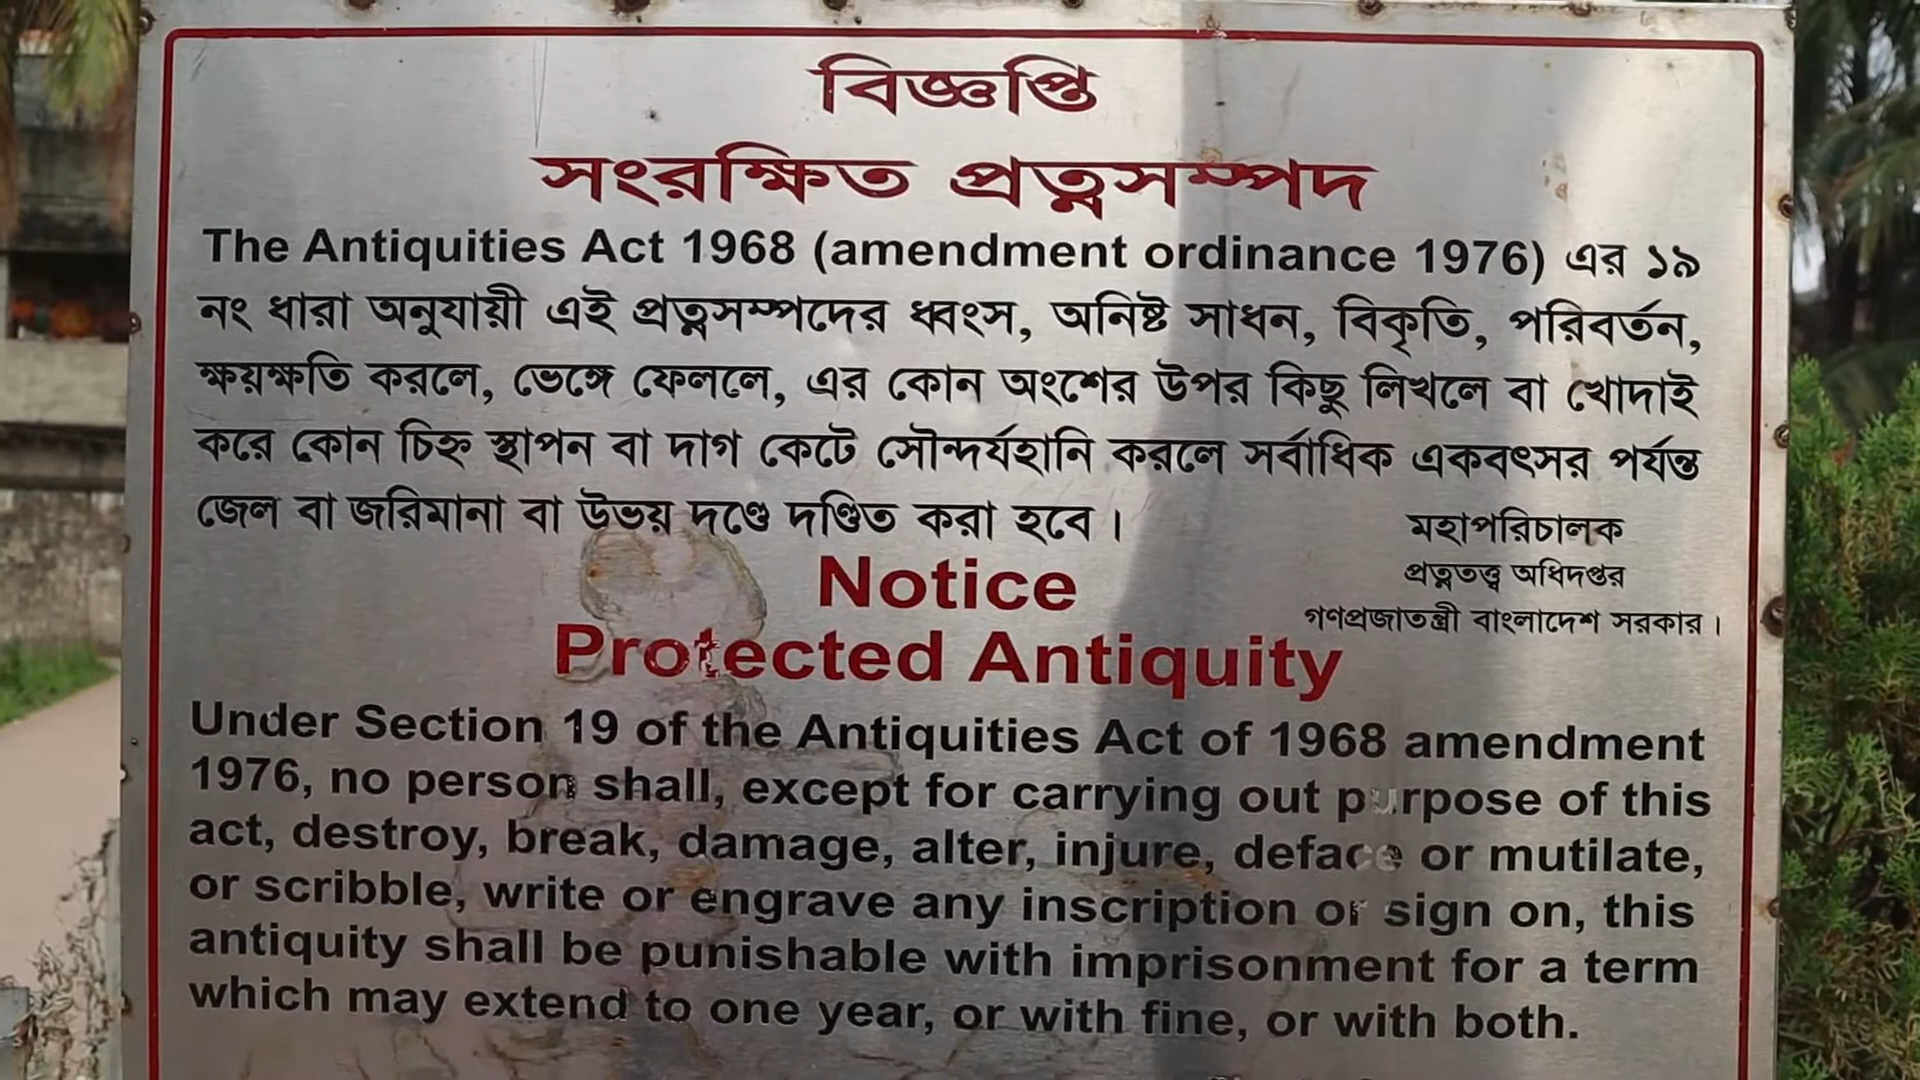 বিজ্ঞপ্তি
সংরক্ষিত প্রত্নসম্পদ
The Antiquities Act 1968 (amendment ordinance 1976) এর ১৯
নং ধারা অনুযায়ী এই প্রত্নসম্পদের ধ্বংস, অনিষ্ট সাধন, বিকৃতি, পরিবর্তন,
ক্ষয়ক্ষতি করলে, ভেঙ্গে ফেললে, এর কোন অংশের উপর কিছু লিখলে বা খোদাই
করে কোন চিহ্ন স্থাপন বা দাগ কেটে সৌন্দর্যহানি করলে সর্বাধিক একবৎসর পর্যন্ত
জেল বা জরিমানা বা উভয় দণ্ডে দণ্ডিত করা হবে।
মহাপরিচালক
প্রত্নতত্ত্ব অধিদপ্তর
গণপ্রজাতন্ত্রী বাংলাদেশ সরকার।
Notice
Protected Antiquity
Under Section 19 of the Antiquities Act of 1968 amendment
1976, no person shall, except for carrying out purpose of this
act, destroy, break, damage, alter, injure, deface or mutilate,
or scribble, write or engrave any inscription or sign on, this
antiquity shall be punishable with imprisonment for a term
which may extend to one year, or with fine, or with both.